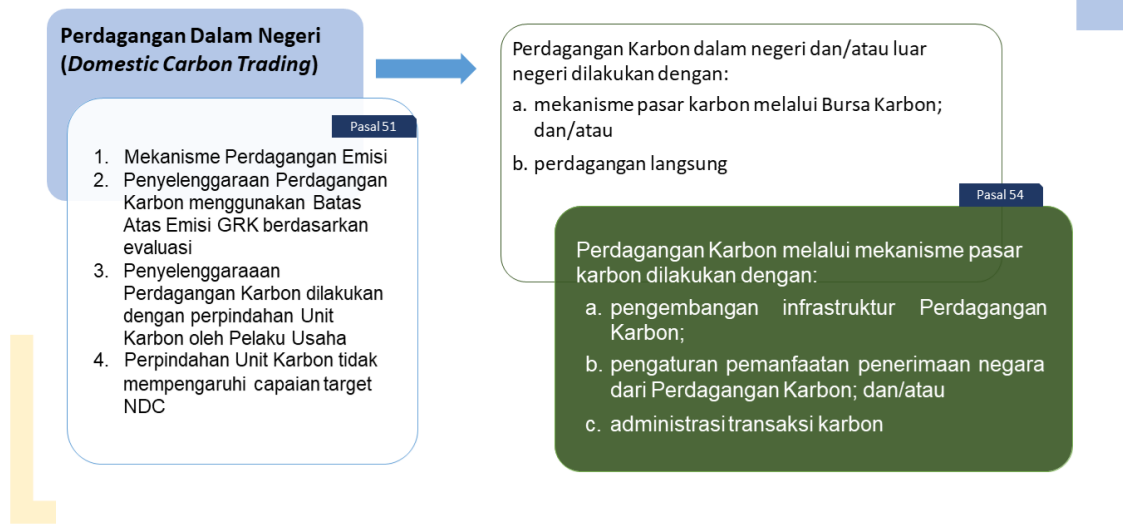 Perdagangan Dalam Negeri
(Domestic Carbon Trading)
Pasal 51
1. Mekanisme Perdagangan Emisi
2. Penyelenggaraan Perdagangan
Karbon menggunakan Batas
Atas Emisi GRK berdasarkan
evaluasi
3. Penyelenggaraaan
Perdagangan Karbon dilakukan
dengan perpindahan Unit
Karbon oleh Pelaku Usaha
4. Perpindahan Unit Karbon tidak
mempengaruhi capaian target
NDC
Perdagangan Karbon dalam negeri dan/atau luar
negeri dilakukan dengan:
a. mekanisme pasar karbon melalui Bursa Karbon;
dan/atau
b. perdagangan langsung
Pasal 54
Perdagangan Karbon melalui mekanisme pasar
karbon dilakukan dengan:
a. pengembangan infrastruktur Perdagangan
Karbon;
b. pengaturan pemanfaatan penerimaan negara
dari Perdagangan Karbon; dan/atau
c. administrasi transaksi karbon